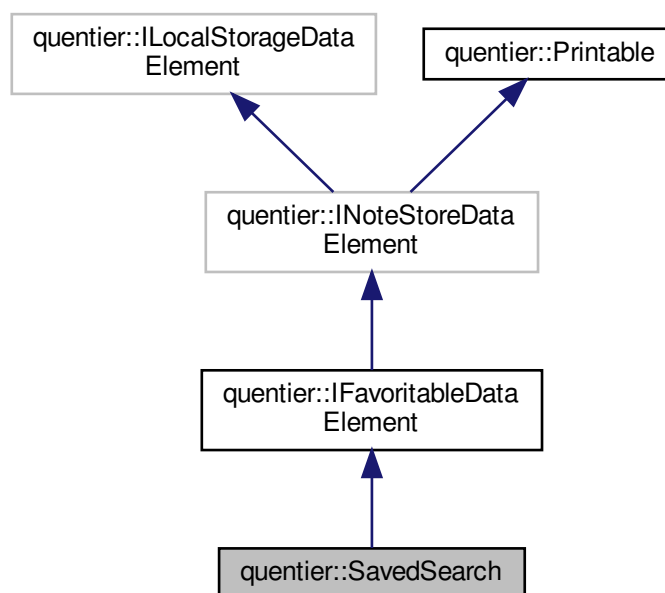 quentier::ILocalStorageData
Element
quentier::Printable
quentier::INoteStoreData
Element
quentier::IFavoritableData
Element
quentier::SavedSearch